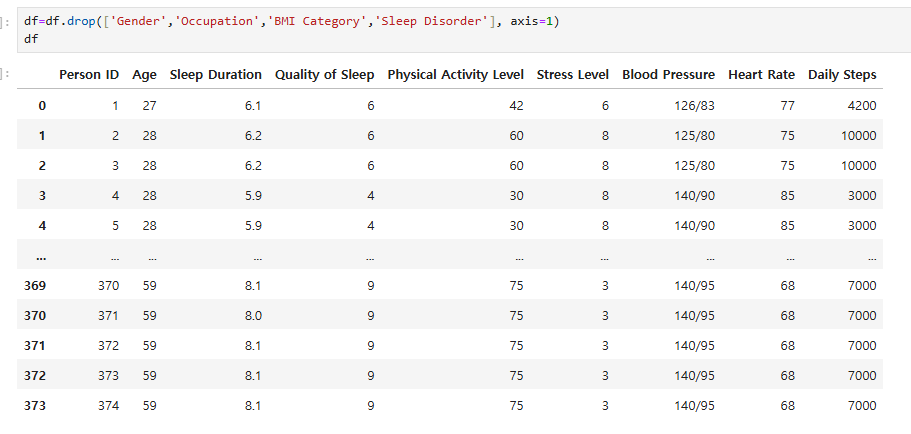 ]: df=df.drop(['Gender','Occupation','BMI Category','Sleep Disorder'], axis=1)
df
]: Person ID Age Sleep Duration Quality of Sleep Physical Activity Level Stress Level Blood Pressure Heart Rate Daily Steps
0 1 27 6.1 6 42 6 126/83 77 4200
1 2 28 6.2 6 60 8 125/80 75 10000
2 3 28 6.2 6 60 8 125/80 75 10000
3 4 28 5.9 4 30 8 140/90 85 3000
4 5 28 5.9 4 30 8 140/90 85 3000
... ... ... ... ... ... ... ... ... ...
369 370 59 8.1 9 75 3 140/95 68 7000
370 371 59 8.0 9 75 3 140/95 68 7000
371 372 59 8.1 9 75 3 140/95 68 7000
372 373 59 8.1 9 75 3 140/95 68 7000
373 374 59 8.1 9 75 3 140/95 68 7000